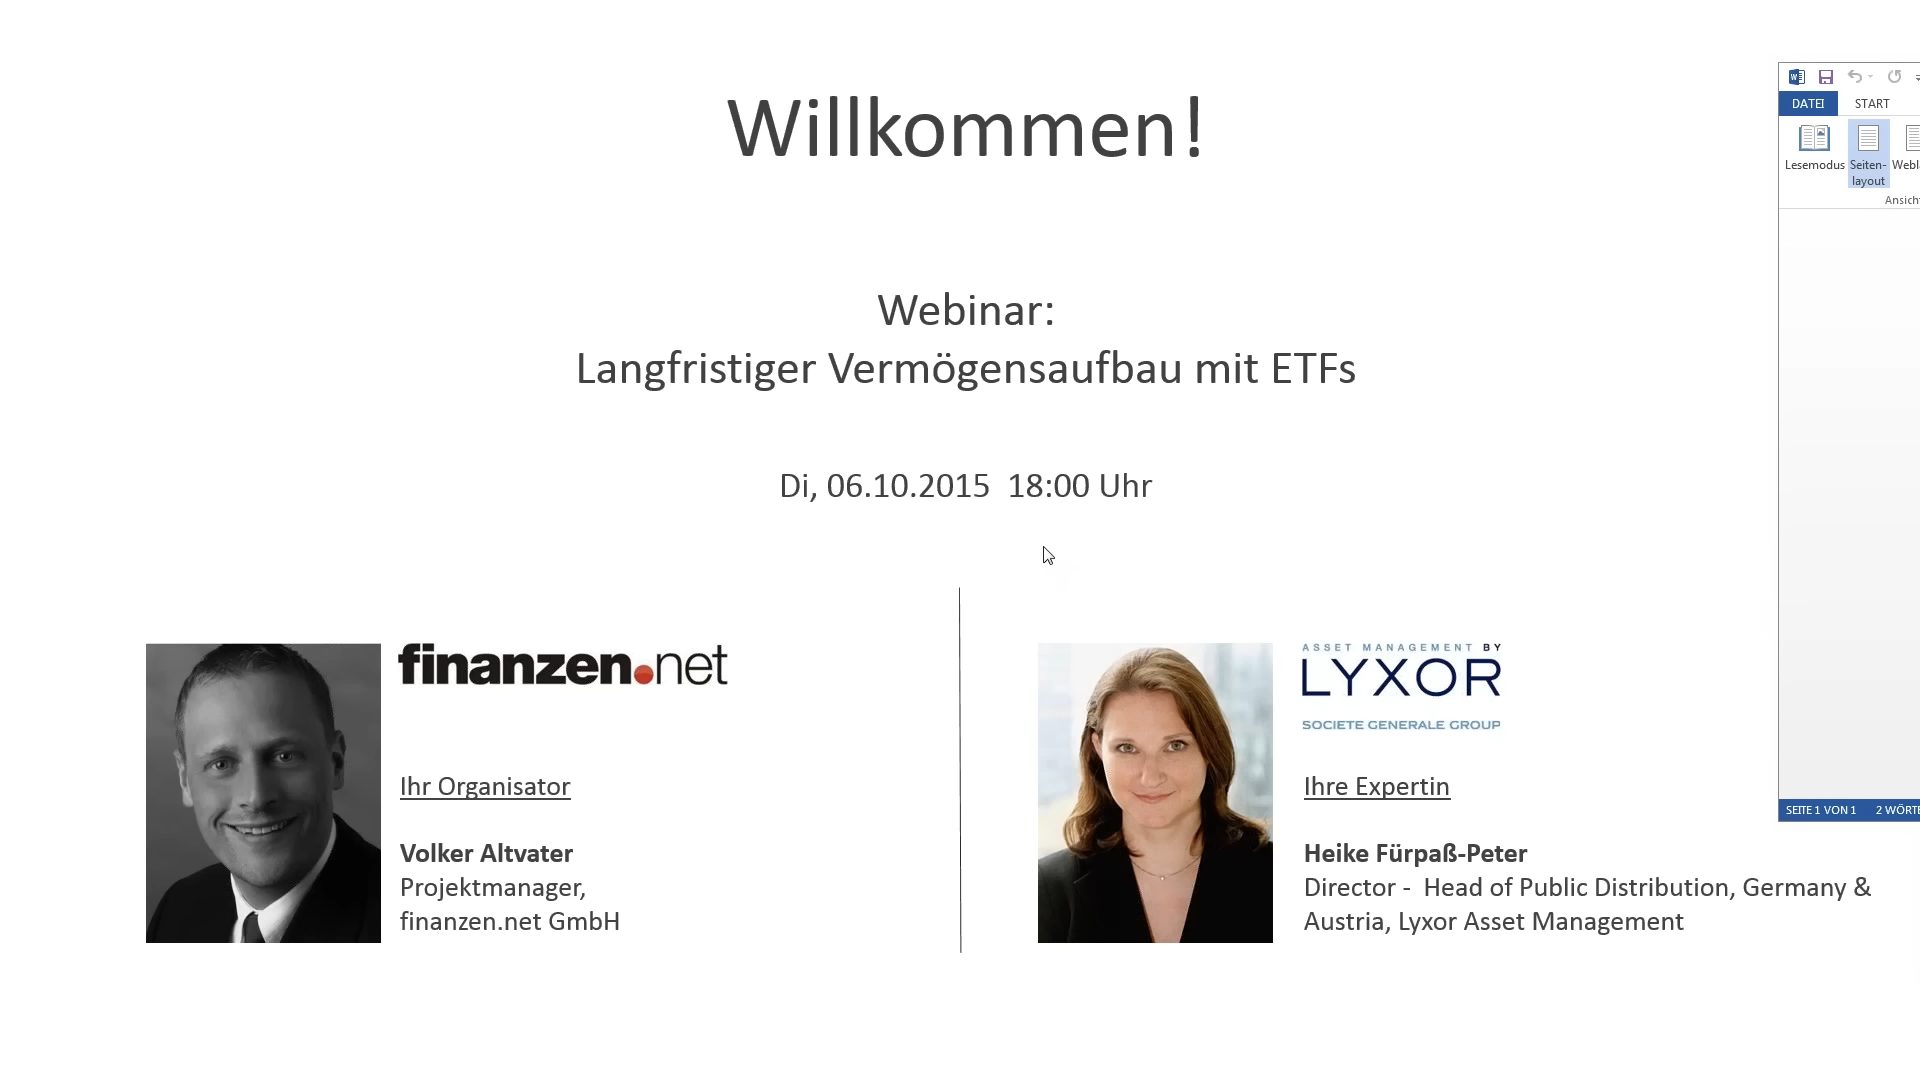 Willkommen!
Webinar:
Langfristiger Vermögensaufbau mit ETFs
Di, 06.10.2015  18:00 Uhr
finanzen.net
Ihr Organisator
Volker Altvater
Projektmanager,
finanzen.net GmbH
ASSET MANAGEMENT BY
LYXOR
SOCIETE GENERALE GROUP
Ihre Expertin
Heike Fürpaß-Peter
Director -  Head of Public Distribution, Germany &
Austria, Lyxor Asset Management
DATEI START
Lesemodus Seiten-
layout
SEITE 1 VON 1